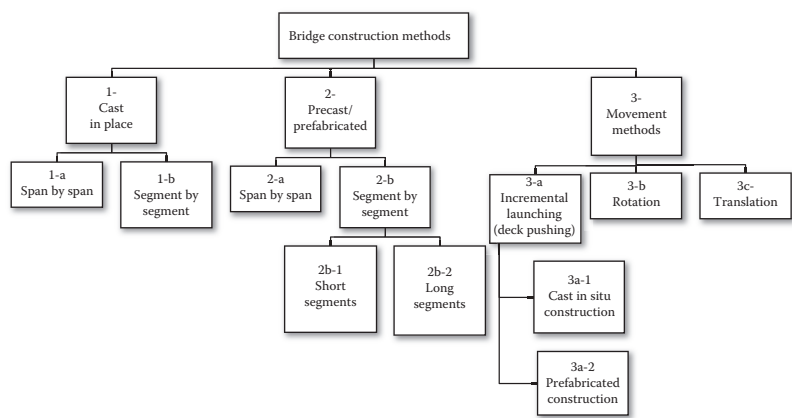 Bridge construction methods
1-
Cast
in place
2-
Precast/
prefabricated
3-
Movement
methods
1-a
Span by span
1-b
Segment by
segment
2-a
Span by span
2-b
Segment by
segment
3-a
Incremental
launching
(deck pushing)
3-b
Rotation
3c-
Translation
2b-1
Short
segments
2b-2
Long
segments
3a-1
Cast in situ
construction
3a-2
Prefabricated
construction